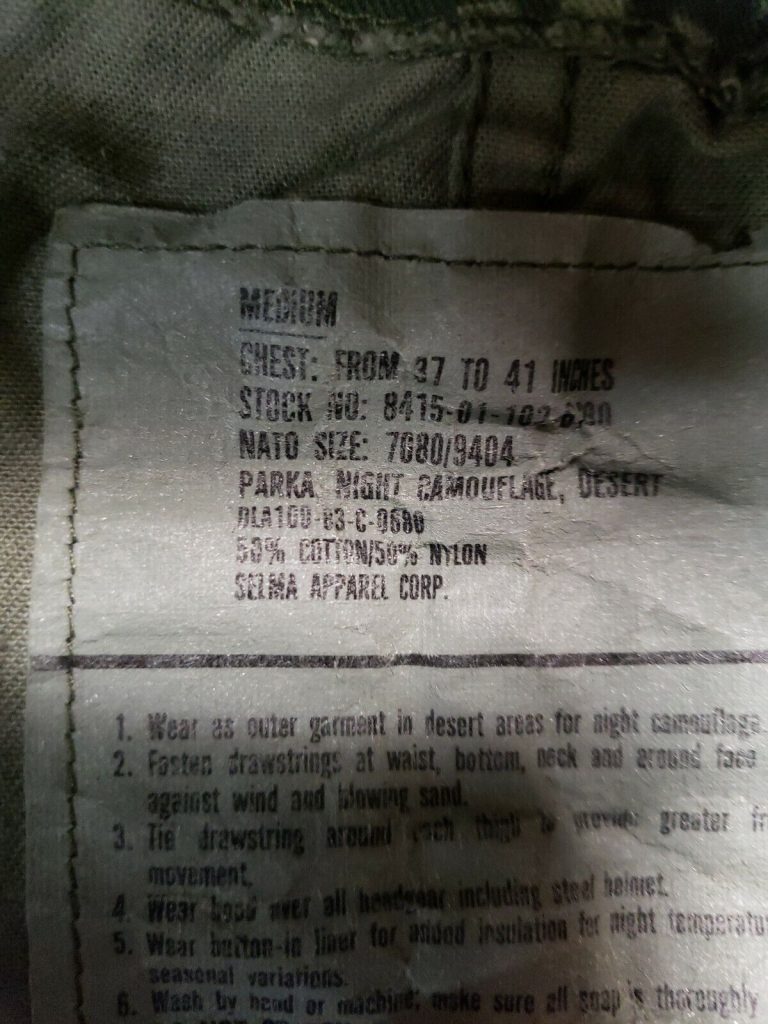 MEDIUM
CHEST: FROM 37 TO 41 INCHES
STOCK NO: 8415-01-102-
NATO SIZE: 7080/9404
PARKA, NIGHT CAMOUFLAGE, DESERT
DLA100-83-C-0680
50% COTTON/50% NYLON
SELMA APPAREL CORP.
1. Wear as outer garment in desert areas for night camouflage.
2. Fasten drawstrings at waist, bottom, neck and around face
against wind and blowing sand.
3. Tie drawstring around each thigh to provide greater fr
movement.
4. Wear hood over all headgear including steel helmet.
5. Wear button-in liner for added insulation for night temperatu
seasonal variations.
6. Wash by hand or machine; make sure all soap is thoroughly